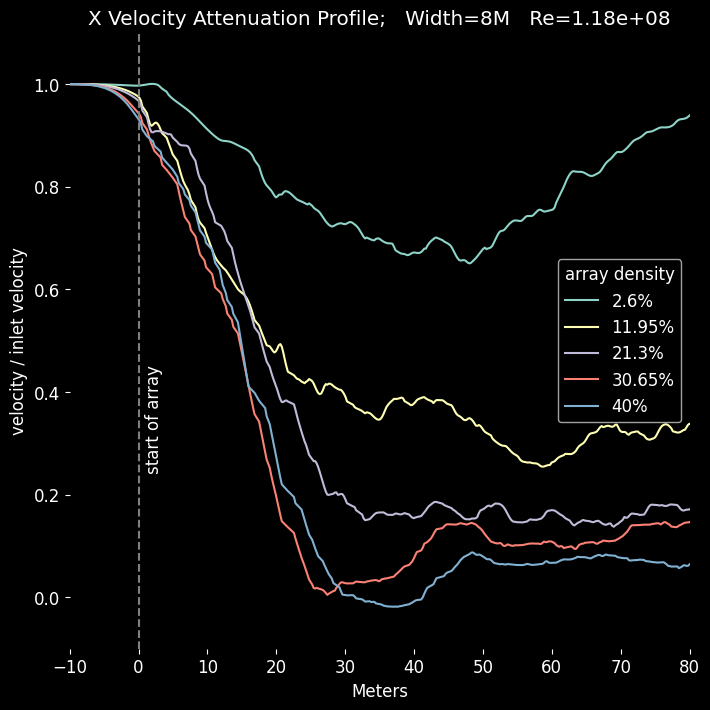 X Velocity Attenuation Profile;   Width=8M   Re=1.18e+08
velocity / inlet velocity
1.0
0.8
0.6
0.4
0.2
0.0
start of array
array density
2.6%
11.95%
21.3%
30.65%
40%
−10 0 10 20 30 40 50 60 70 80
Meters